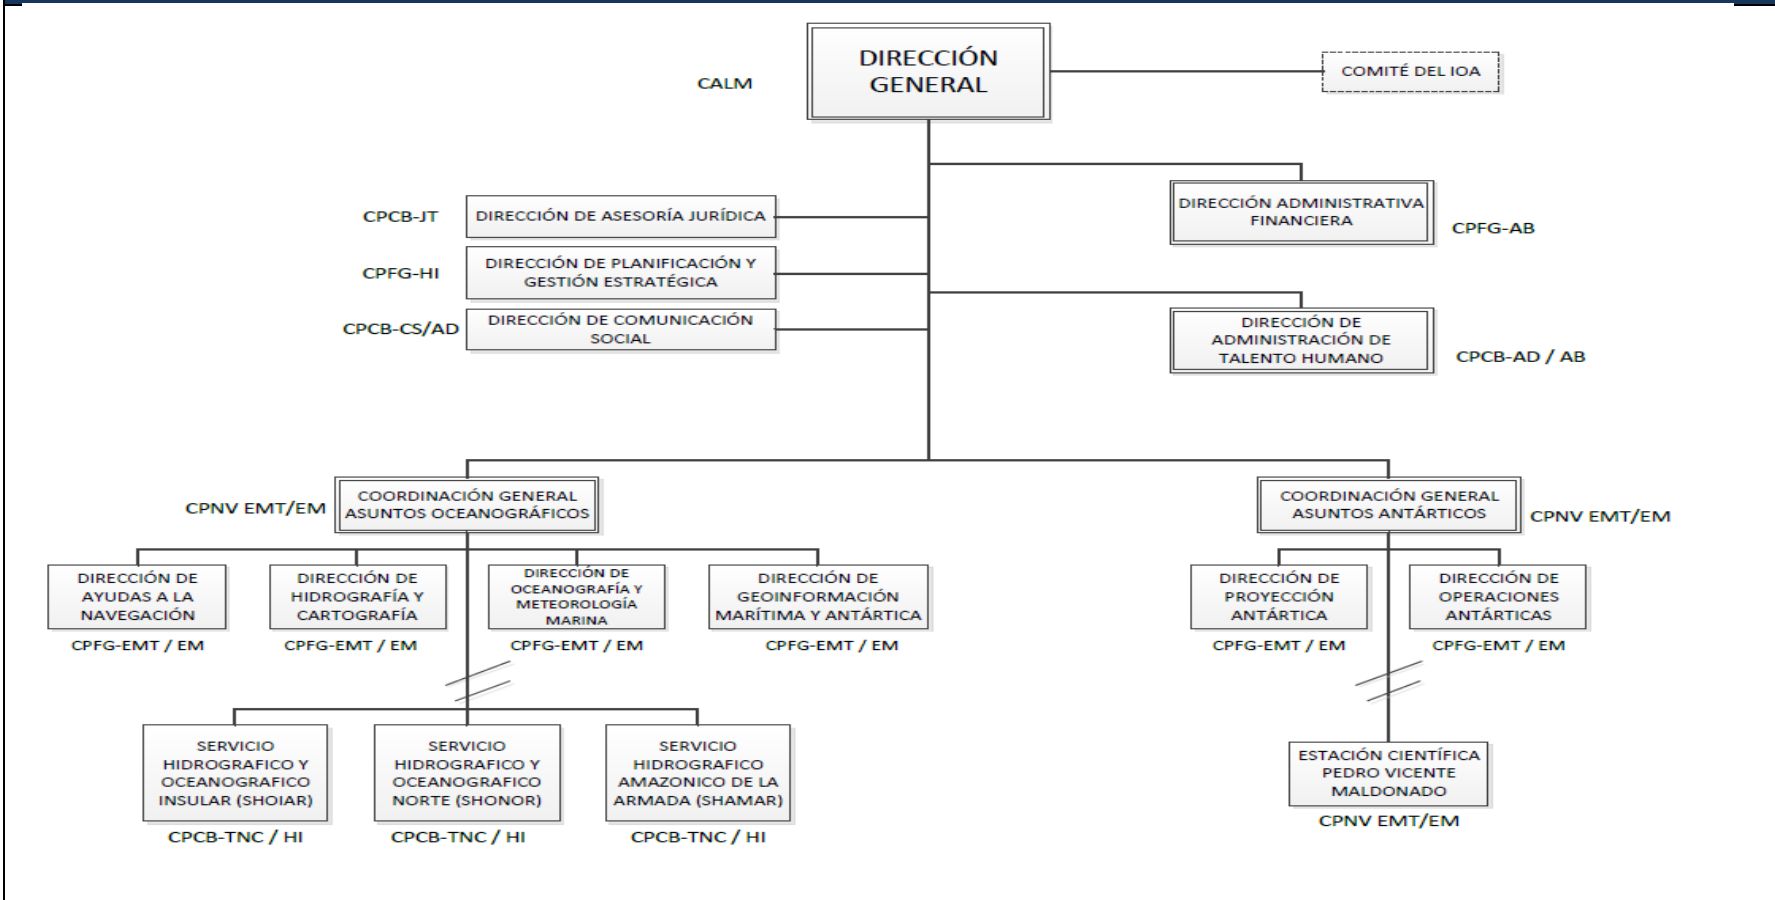 DIRECCIÓN
GENERAL
CALM
COMITÉ DEL IOA
CPCB-JT
DIRECCIÓN DE ASESORÍA JURÍDICA
DIRECCIÓN ADMINISTRATIVA
FINANCIERA
CPFG-AB
CPFG-HI
DIRECCIÓN DE PLANIFICACIÓN Y
GESTIÓN ESTRATÉGICA
CPCB-CS/AD
DIRECCIÓN DE COMUNICACIÓN
SOCIAL
DIRECCIÓN DE
ADMINISTRACIÓN DE
TALENTO HUMANO
CPCB-AD / AB
CPNV EMT/EM
COORDINACIÓN GENERAL
ASUNTOS OCEANOGRÁFICOS
COORDINACIÓN GENERAL
ASUNTOS ANTÁRTICOS
CPNV EMT/EM
DIRECCIÓN DE
AYUDAS A LA
NAVEGACIÓN
CPFG-EMT / EM
DIRECCIÓN DE
HIDROGRAFÍA Y
CARTOGRAFÍA
CPFG-EMT / EM
DIRECCIÓN DE
OCEANOGRAFÍA Y
METEOROLOGÍA
MARINA
CPFG-EMT / EM
DIRECCIÓN DE
GEOINFORMACIÓN
MARÍTIMA Y ANTÁRTICA
CPFG-EMT / EM
DIRECCIÓN DE
PROYECCIÓN
ANTÁRTICA
CPFG-EMT / EM
DIRECCIÓN DE
OPERACIONES
ANTÁRTICAS
CPFG-EMT / EM
SERVICIO
HIDROGRAFICO Y
OCEANOGRAFICO
INSULAR (SHOIAR)
CPCB-TNC / HI
SERVICIO
HIDROGRAFICO Y
OCEANOGRAFICO
NORTE (SHONOR)
CPCB-TNC / HI
SERVICIO
HIDROGRAFICO
AMAZONICO DE LA
ARMADA (SHAMAR)
CPCB-TNC / HI
ESTACIÓN CIENTÍFICA
PEDRO VICENTE
MALDONADO
CPNV EMT/EM